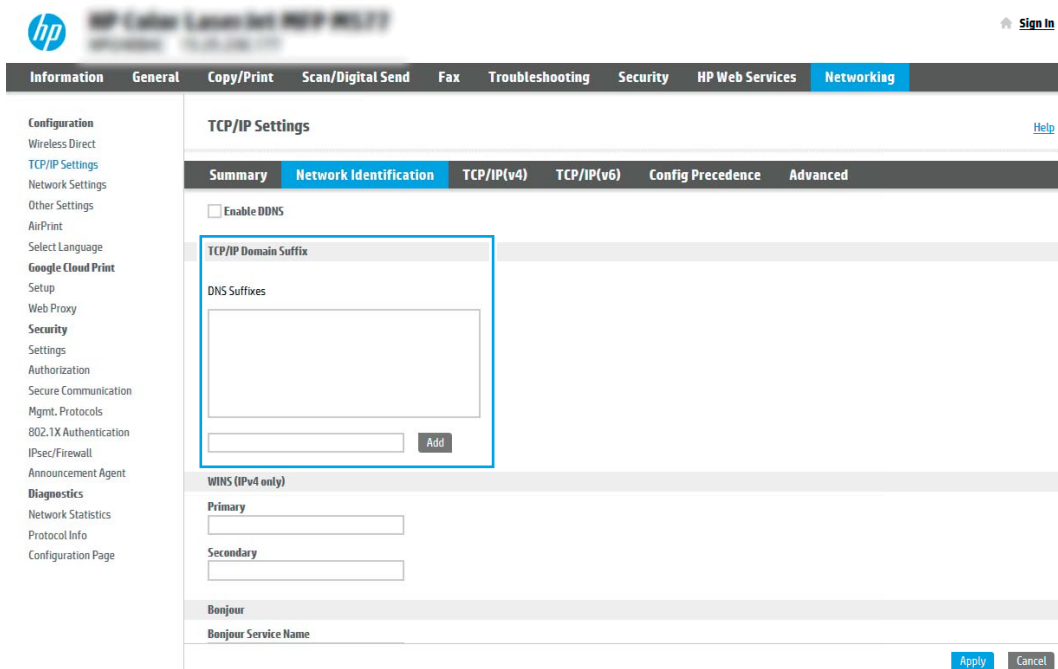 hp
Sign In
Information General Copy/Print Scan/Digital Send Fax Troubleshooting Security HP Web Services Networking
Configuration
Wireless Direct
TCP/IP Settings
Network Settings
Other Settings
AirPrint
Select Language
Google Cloud Print
Setup
Web Proxy
Security
Settings
Authorization
Secure Communication
Mgmt. Protocols
802.1X Authentication
IPsec/Firewall
Announcement Agent
Diagnostics
Network Statistics
Protocol Info
Configuration Page
TCP/IP Settings
Help
Summary Network Identification TCP/IP(v4) TCP/IP(v6) Config Precedence Advanced
Enable DDNS
TCP/IP Domain Suffix
DNS Suffixes
Add
WINS (IPv4 only)
Primary
Secondary
Bonjour
Bonjour Service Name
Apply Cancel